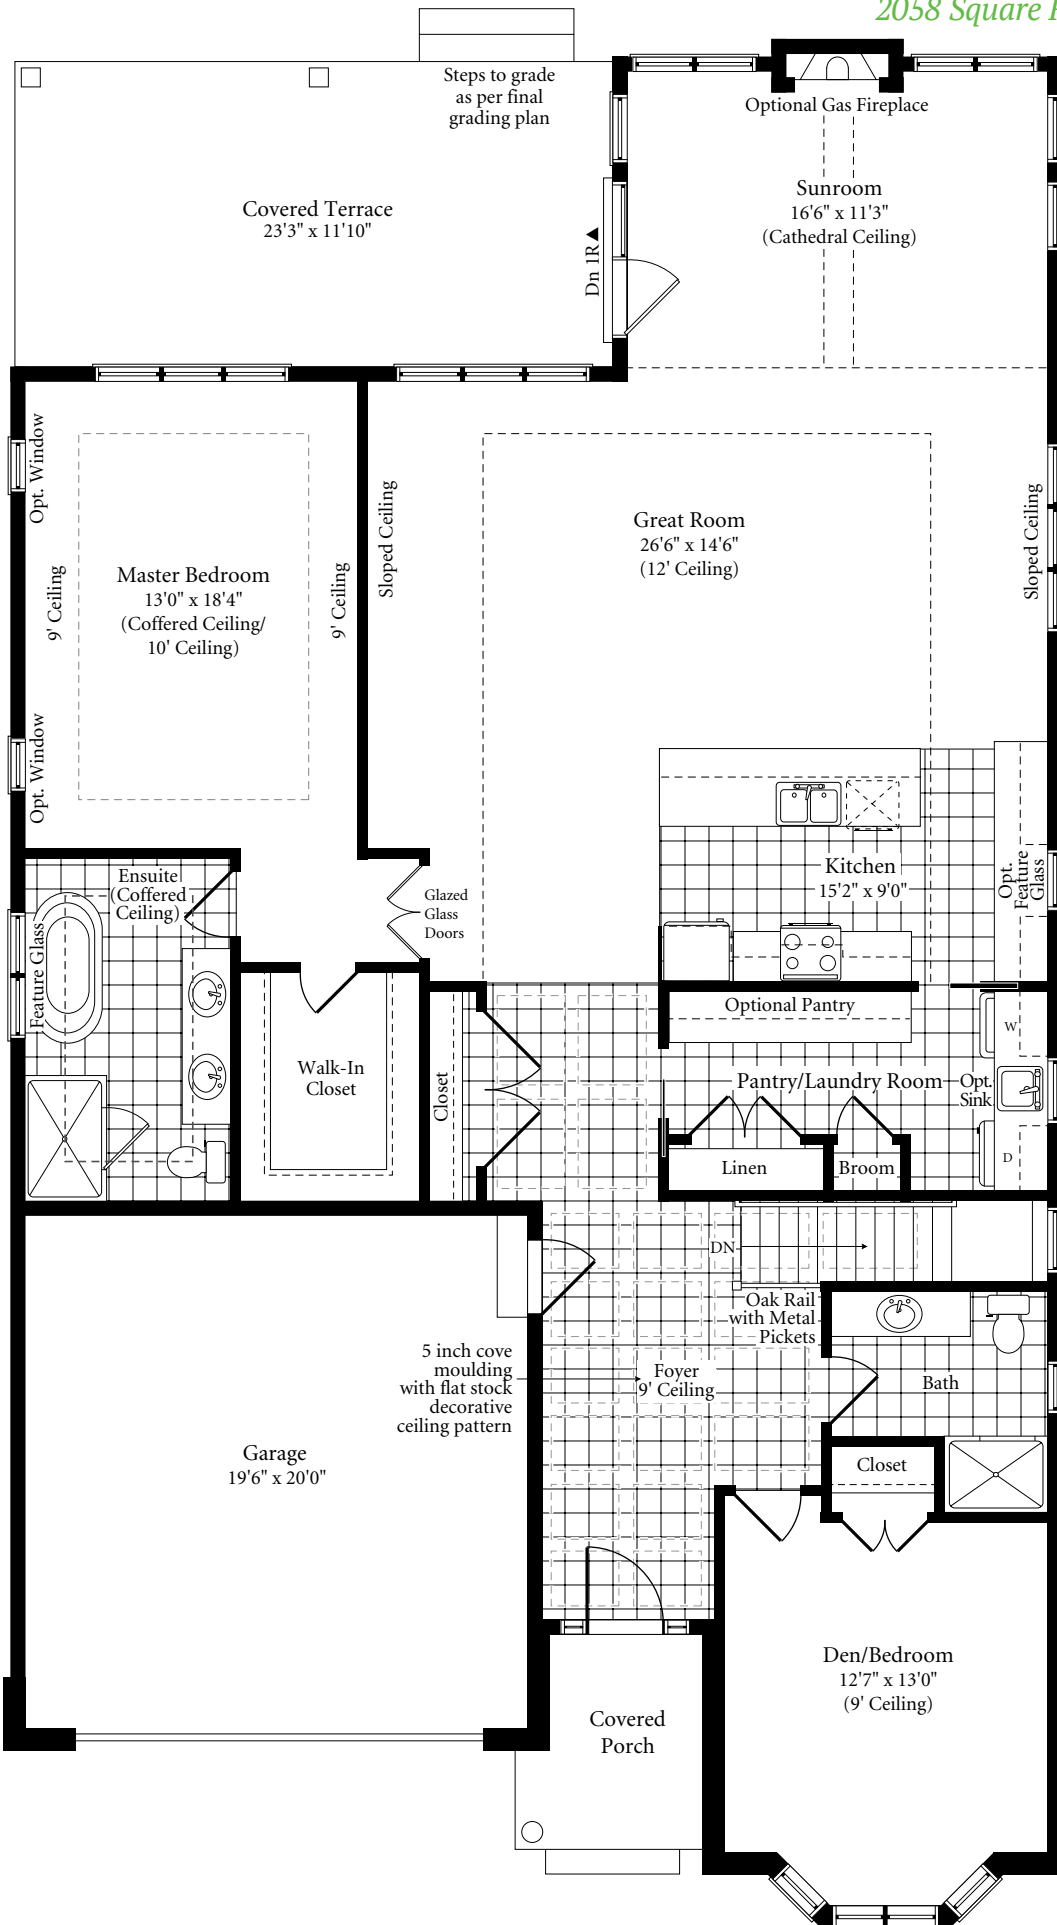 2058 Square
Steps to grade
as per final
grading plan
Optional Gas Fireplace
Covered Terrace
23'3" x 11'10"
Sunroom
16'6" x 11'3"
(Cathedral Ceiling)
Dn 1R
Opt. Window
9' Ceiling
Master Bedroom
13'0" x 18'4"
(Coffered Ceiling/
10' Ceiling)
9' Ceiling
Sloped Ceiling
Great Room
26'6" x 14'6"
(12' Ceiling)
Sloped Ceiling
Opt. Window
Ensuite
(Coffered
Ceiling)
Feature Glass
Glazed
Glass
Doors
Kitchen
15'2" x 9'0"
Opt.
Feature
Glass
Optional Pantry
W
Walk-In
Closet
Closet
Pantry/Laundry Room
Opt.
Sink
Linen
Broom
D
DN
Oak Rail
with Metal
Pickets
5 inch cove
moulding
with flat stock
decorative
ceiling pattern
Foyer
9' Ceiling
Bath
Garage
19'6" x 20'0"
Closet
Den/Bedroom
12'7" x 13'0"
(9' Ceiling)
Covered
Porch